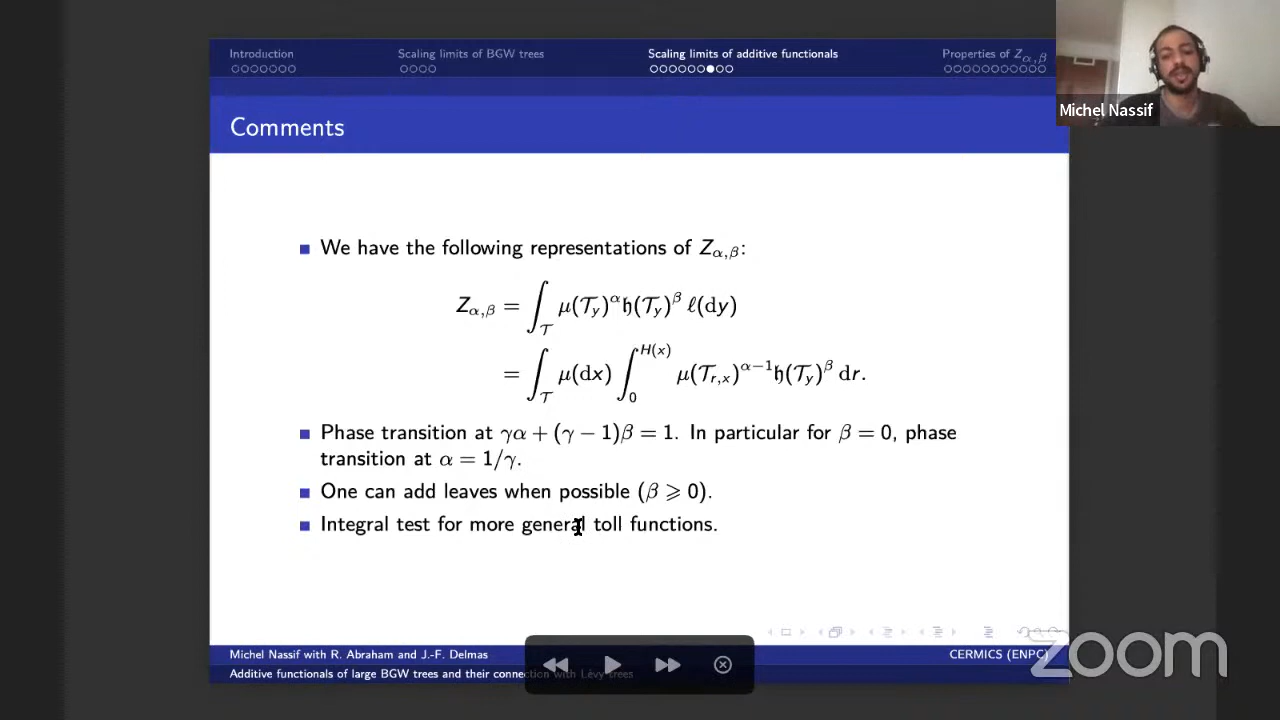 Introduction Scaling limits of BGW trees Scaling limits of additive functionals Properties of Z_{α,β}
Michel Nassif
Comments
We have the following representations of Z_{α,β}:
Z_{α,β} = ∫_𝒯 μ(𝒯_y)^α 𝔥(𝒯_y)^β ℓ(dy)
= ∫_𝒯 μ(dx) ∫_0^{H(x)} μ(𝒯_{r,x})^{α−1} 𝔥(𝒯_y)^β dr.
Phase transition at γα + (γ − 1)β = 1. In particular for β = 0, phase
transition at α = 1/γ.
One can add leaves when possible (β ⩾ 0).
Integral test for more general toll functions.
Michel Nassif with R. Abraham and J.-F. Delmas CERMICS (ENPC)
Additive functionals of large BGW trees and their connection with Lévy trees
zoom